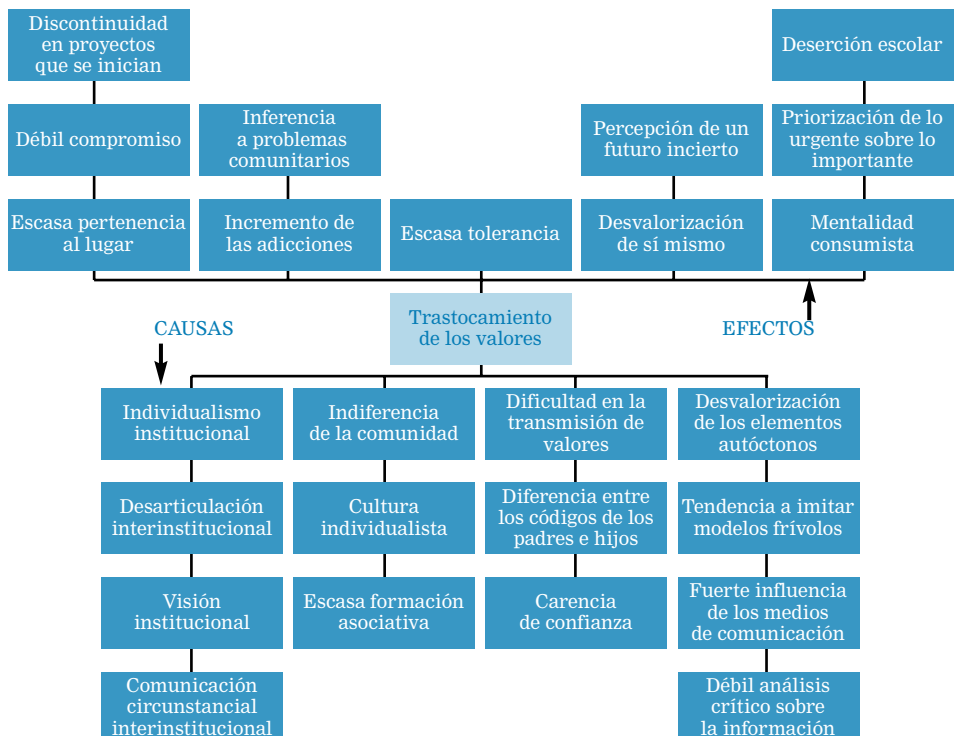 Discontinuidad
en proyectos
que se inician
Deserción escolar
Débil compromiso
Inferencia
a problemas
comunitarios
Percepción de un
futuro incierto
Priorización de lo
urgente sobre lo
importante
Escasa pertenencia
al lugar
Incremento de
las adicciones
Escasa tolerancia
Desvalorización
de sí mismo
Mentalidad
consumista
CAUSAS
Trastocamiento
de los valores
EFECTOS
Individualismo
institucional
Indiferencia
de la comunidad
Dificultad en la
transmisión de
valores
Desvalorización
de los elementos
autóctonos
Desarticulación
interinstitucional
Cultura
individualista
Diferencia entre
los códigos de los
padres e hijos
Tendencia a imitar
modelos frívolos
Visión
institucional
Escasa formación
asociativa
Carencia
de confianza
Fuerte influencia
de los medios
de comunicación
Comunicación
circunstancial
interinstitucional
Débil análisis
crítico sobre
la información